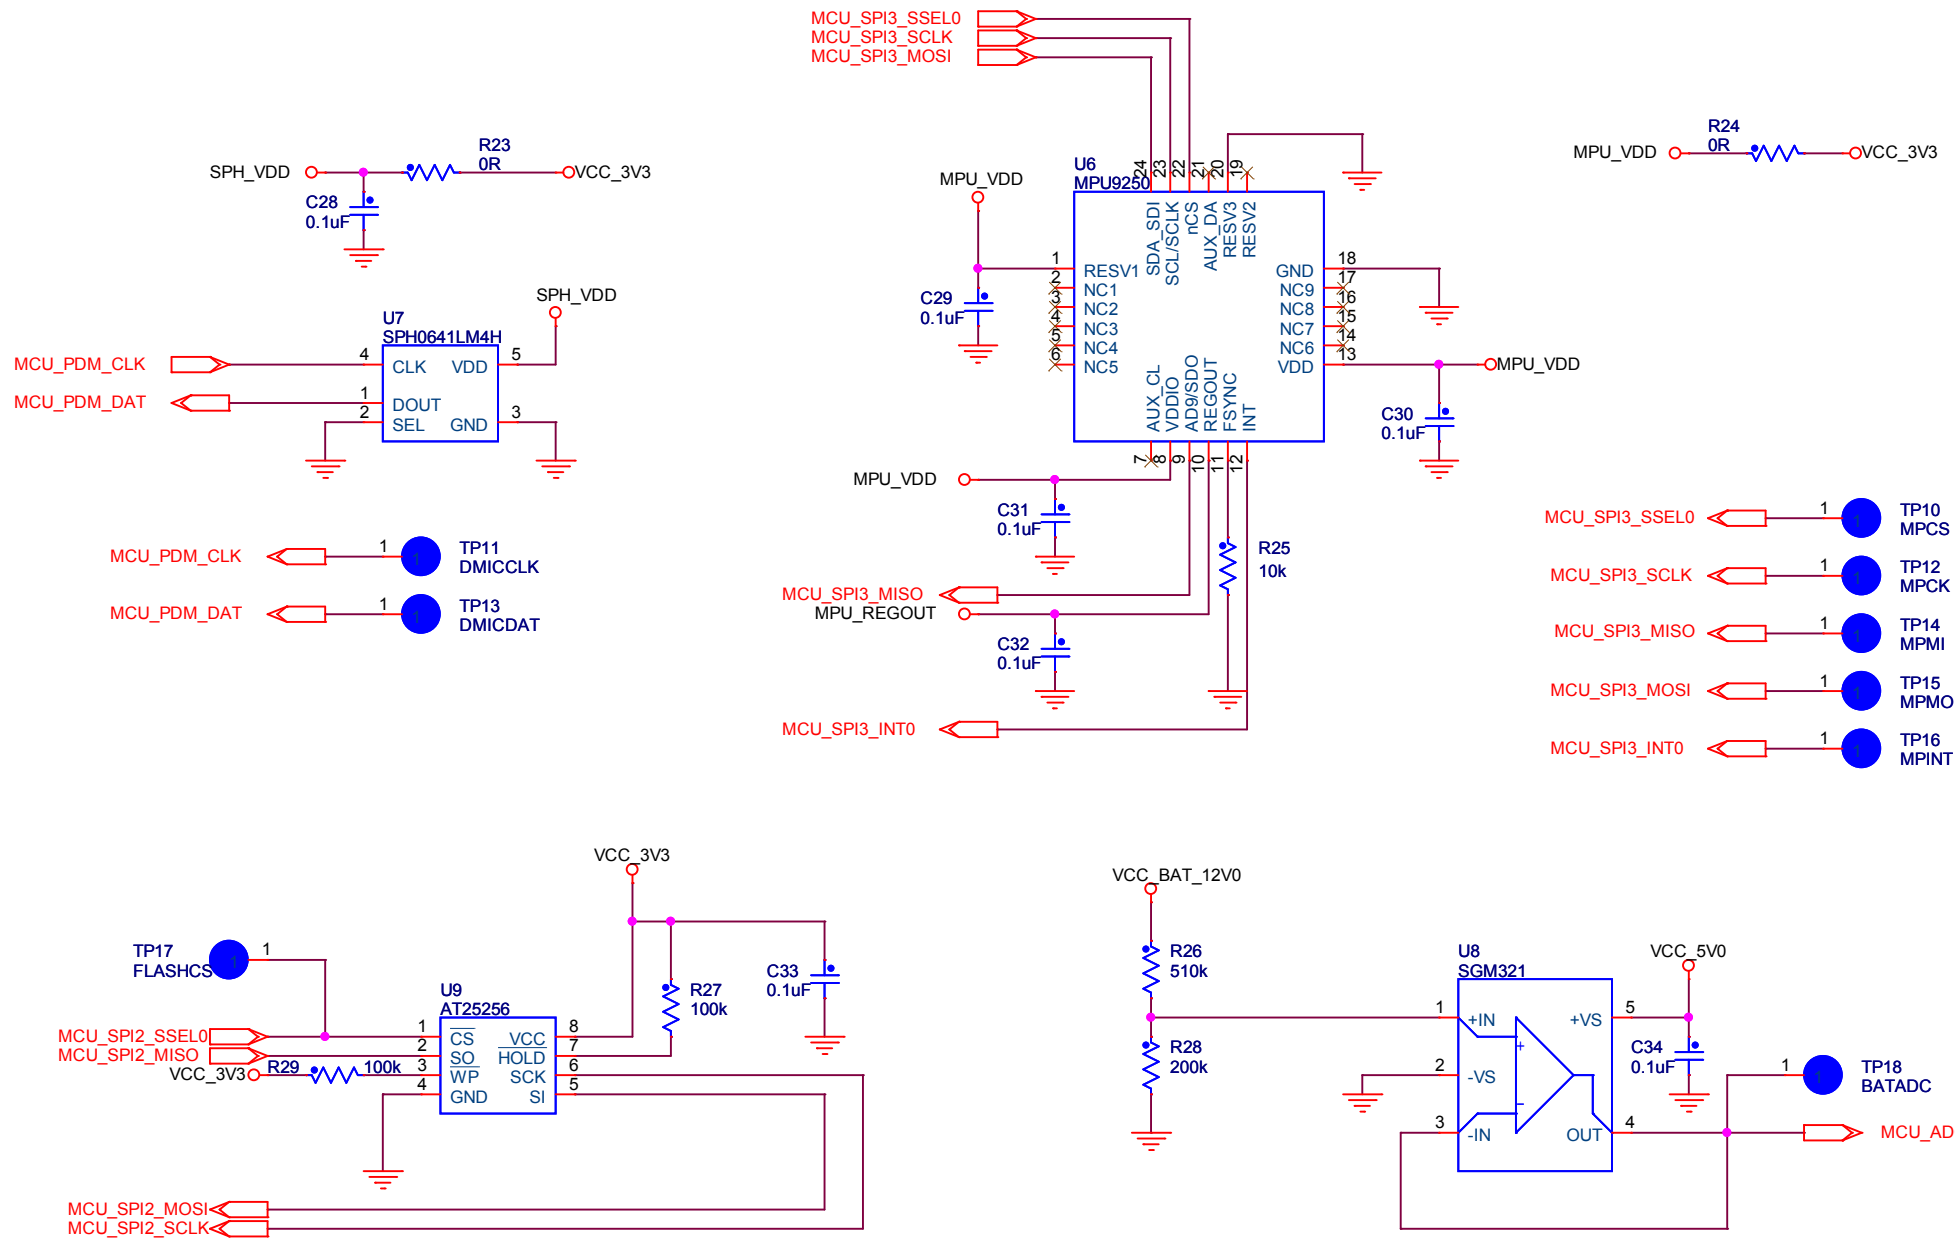 MCU_SPI3_SSEL0
MCU_SPI3_SCLK
MCU_SPI3_MOSI
R23
0R
SPH_VDD
VCC_3V3
C28
0.1uF
R24
0R
MPU_VDD
VCC_3V3
U6
MPU9250
24
23
22
21
20
19
SDA_SDI
SCL/SCLK
nCS
AUX_DA
RESV3
RESV2
MPU_VDD
C29
0.1uF
1
RESV1
2
NC1
3
NC2
4
NC3
5
NC4
6
NC5
GND
18
NC9
17
NC8
16
NC7
15
NC6
14
VDD
13
MPU_VDD
C30
0.1uF
AUX_CL
VDDIO
AD9/SDO
REGOUT
FSYNC
INT
7
8
9
10
11
12
SPH_VDD
U7
SPH0641LM4H
MCU_PDM_CLK
4
CLK
VDD
5
MCU_PDM_DAT
1
DOUT
2
SEL
GND
3
MPU_VDD
C31
0.1uF
R25
10k
MCU_SPI3_MISO
MPU_REGOUT
C32
0.1uF
MCU_SPI3_INT0
MCU_PDM_CLK
1
1
TP11
DMICCLK
MCU_PDM_DAT
1
1
TP13
DMICDAT
MCU_SPI3_SSEL0
1
1
TP10
MPCS
MCU_SPI3_SCLK
1
1
TP12
MPCK
MCU_SPI3_MISO
1
1
TP14
MPMI
MCU_SPI3_MOSI
1
1
TP15
MPMO
MCU_SPI3_INT0
1
1
TP16
MPINT
VCC_3V3
TP17
FLASHCS
1
1
R27
100k
C33
0.1uF
U9
AT25256
MCU_SPI2_SSEL0
1
CS
VCC
8
MCU_SPI2_MISO
2
SO
HOLD
7
VCC_3V3
R29
100k
3
WP
SCK
6
4
GND
SI
5
MCU_SPI2_MOSI
MCU_SPI2_SCLK
VCC_BAT_12V0
R26
510k
R28
200k
U8
SGM321
VCC_5V0
1
+IN
+VS
5
+
2
-VS
C34
0.1uF
3
-IN
−
OUT
4
1
1
TP18
BATADC
MCU_AD